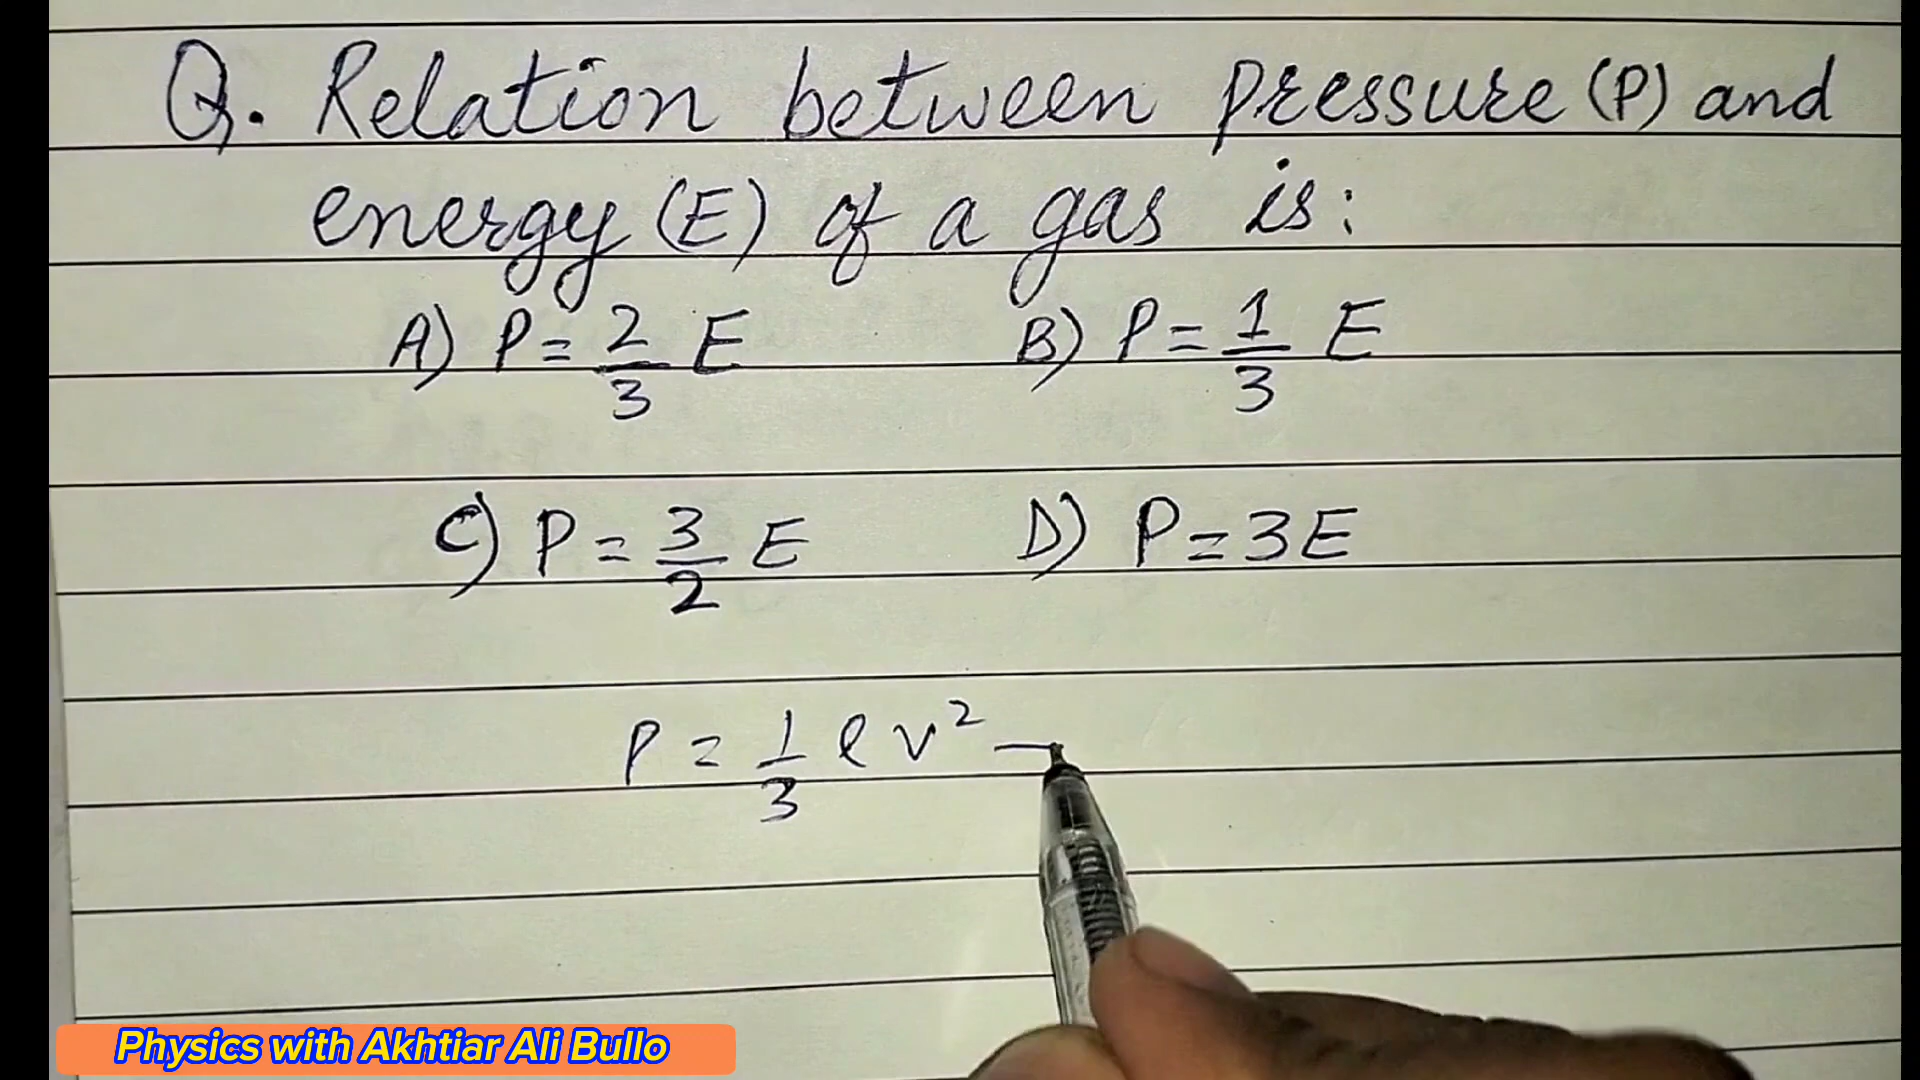 Q. Relation between pressure (P) and
energy (E) of a gas is:
A) P = 2/3 E B) P = 1/3 E
C) P = 3/2 E D) P = 3E
P = 1/3 ρ v² —
Physics with Akhtiar Ali Bullo